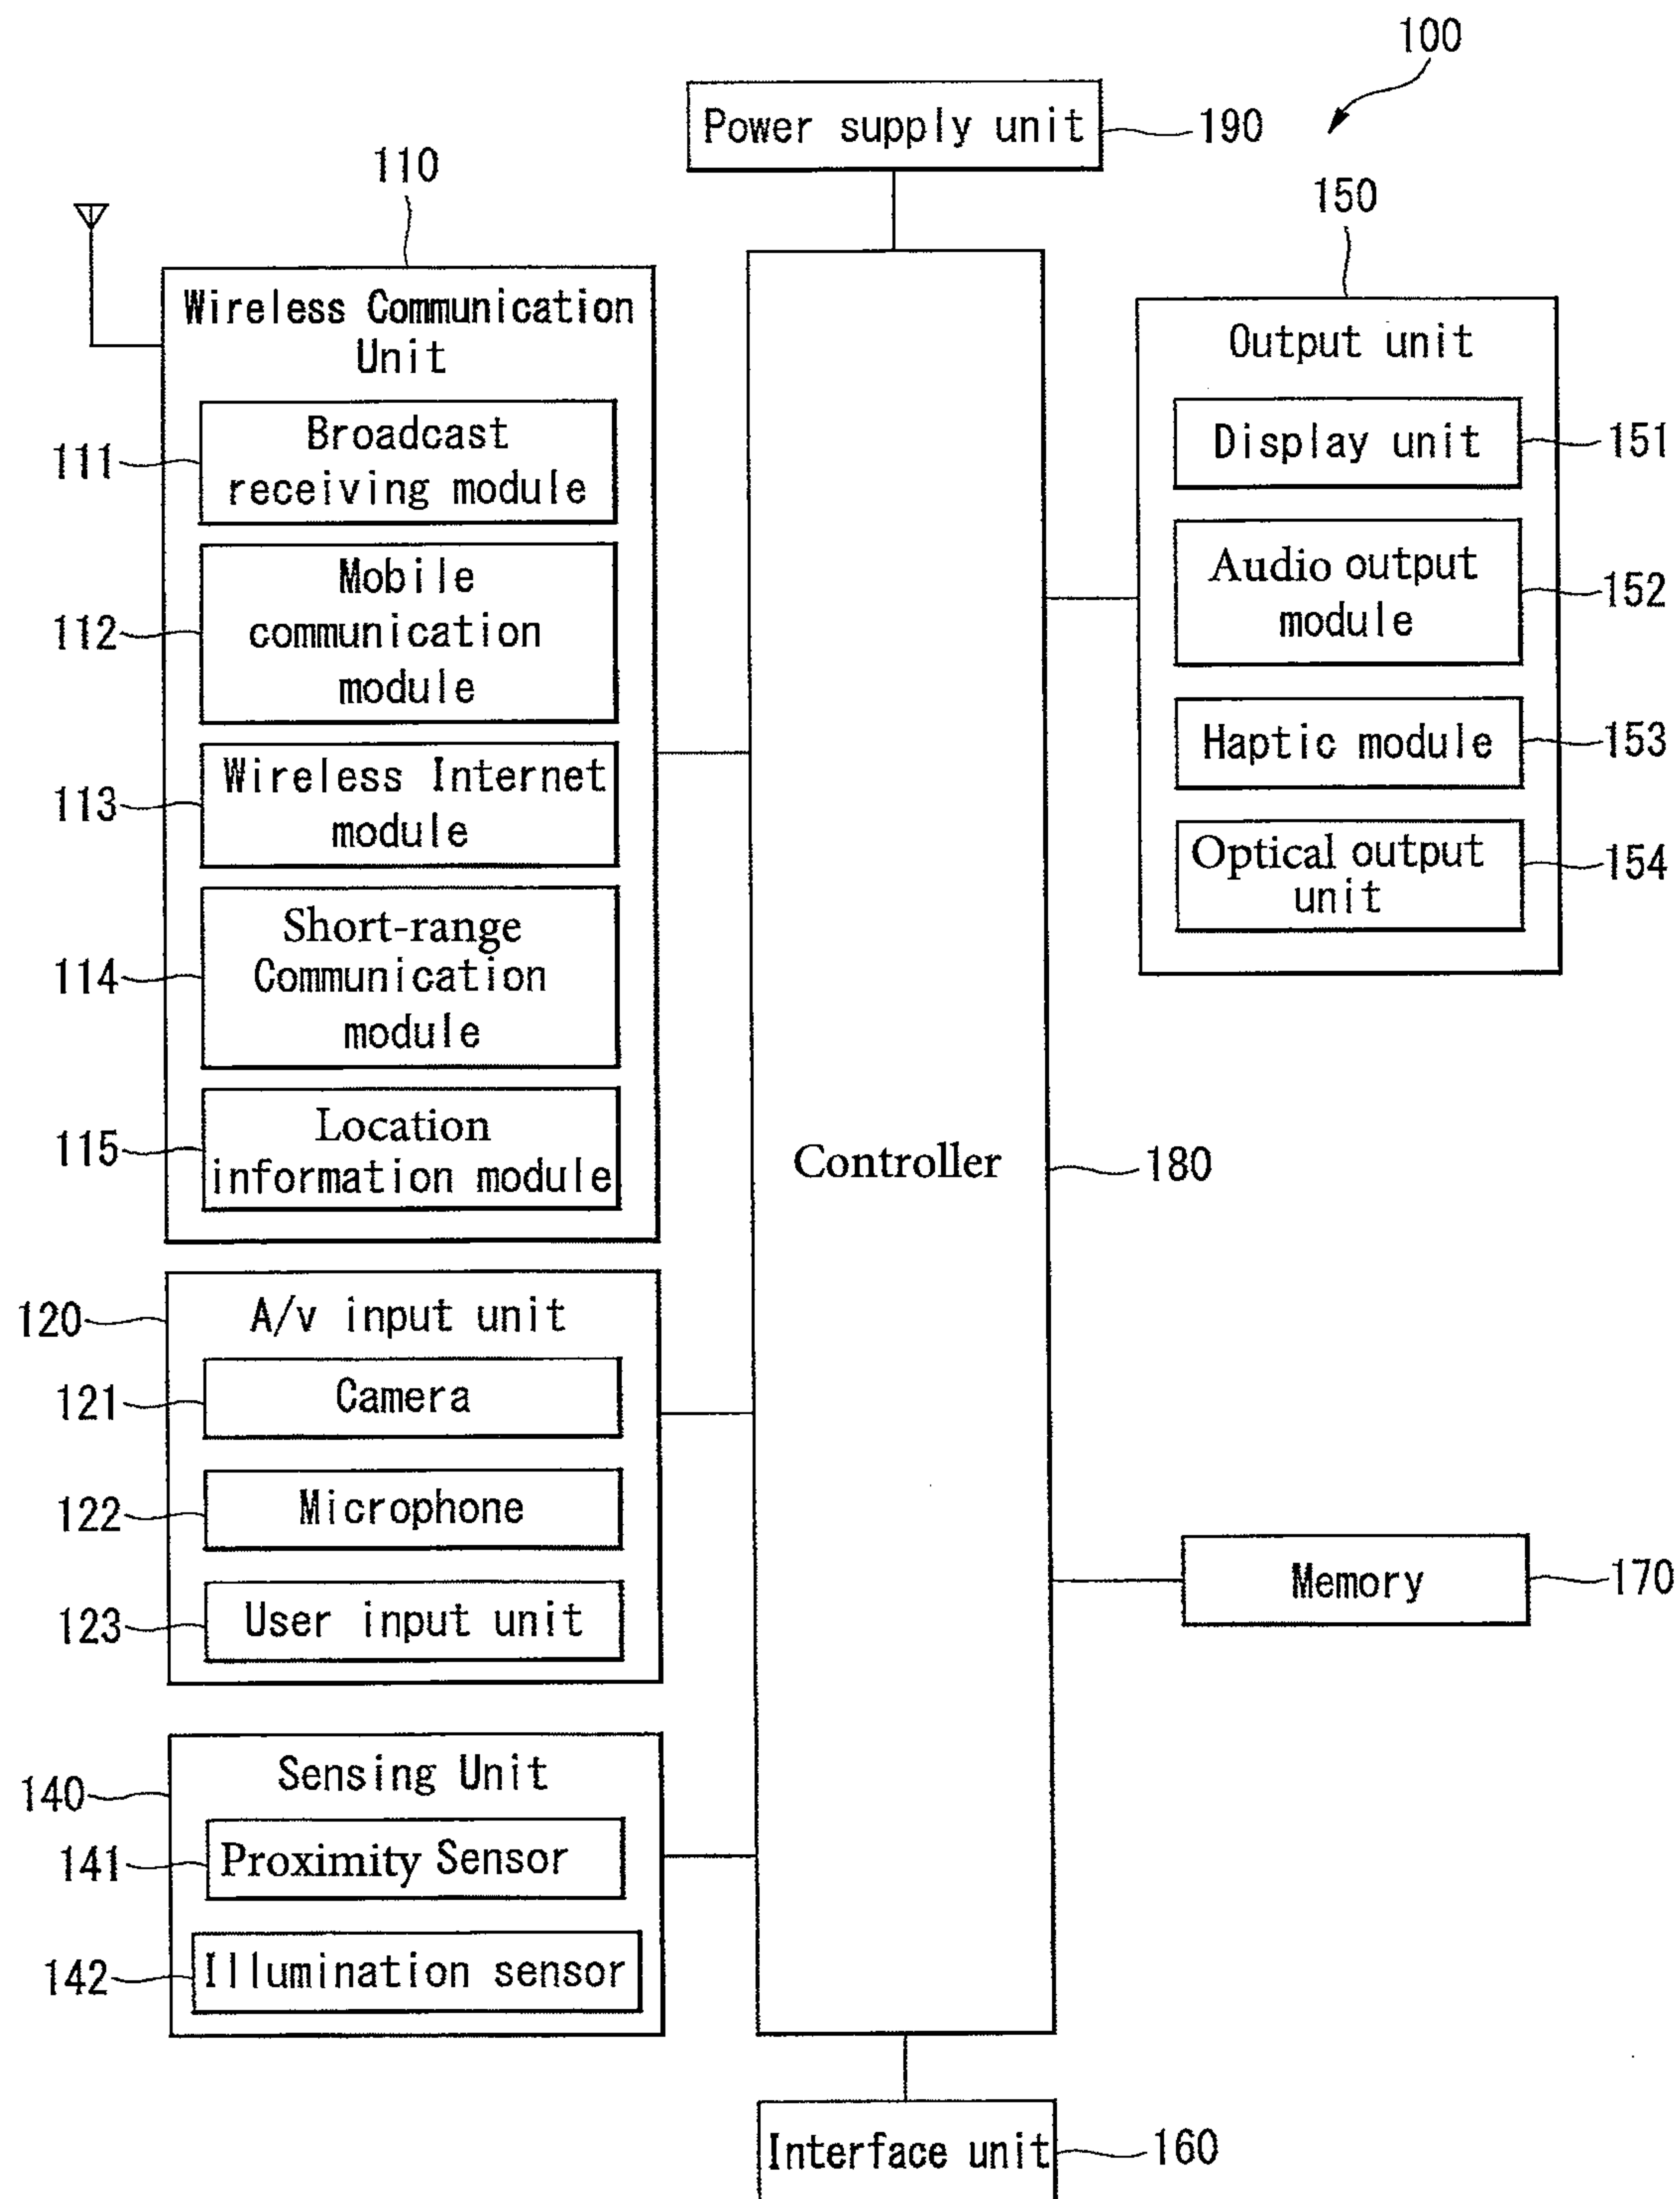 100
Power supply unit
190
110
150
Wireless Communication
Unit
Broadcast
receiving module
111
Mobile
communication
module
112
Wireless Internet
module
113
Short-range
Communication
module
114
Location
information module
115
Output unit
Display unit
151
Audio output
module
152
Haptic module
153
Optical output
unit
154
Controller
180
120
A/v input unit
121
Camera
122
Microphone
123
User input unit
Memory
170
140
Sensing Unit
141
Proximity Sensor
142
Illumination sensor
Interface unit
160